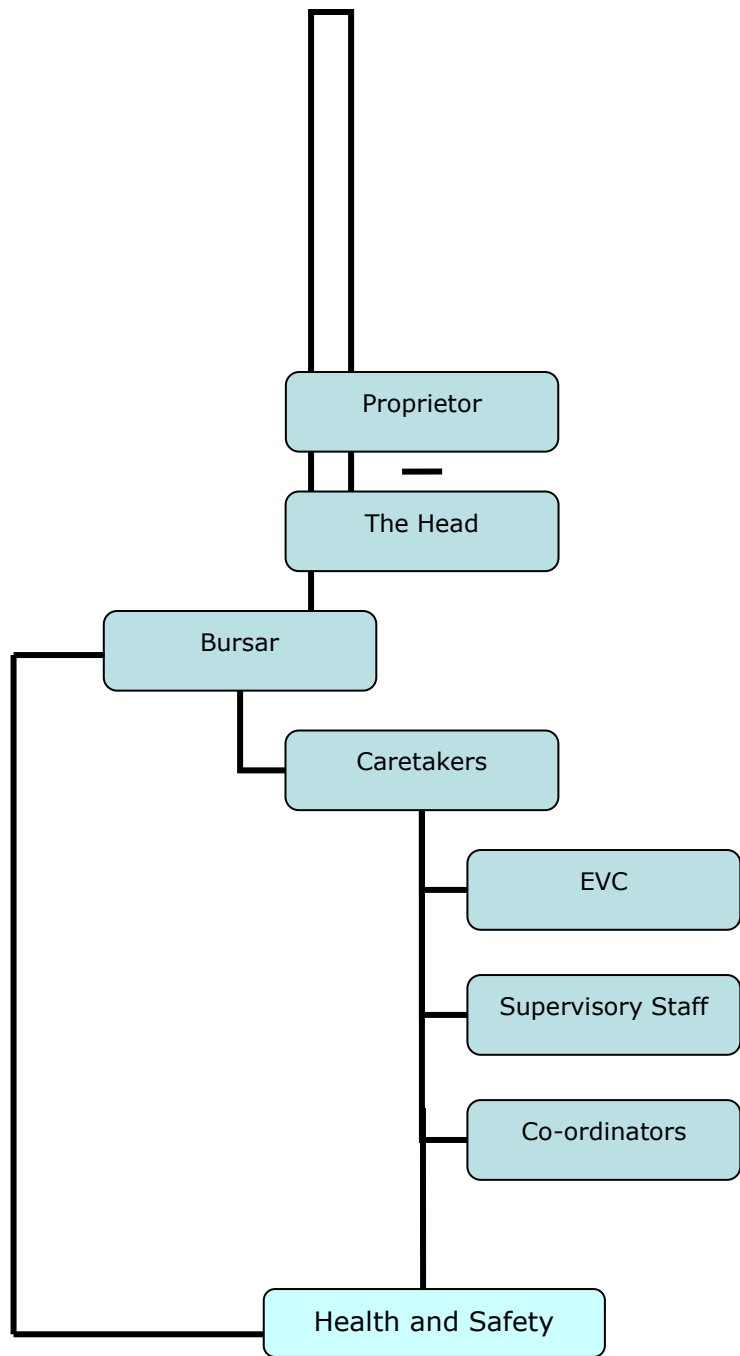 Proprietor
The Head
Bursar
Caretakers
EVC
Supervisory Staff
Co-ordinators
Health and Safety